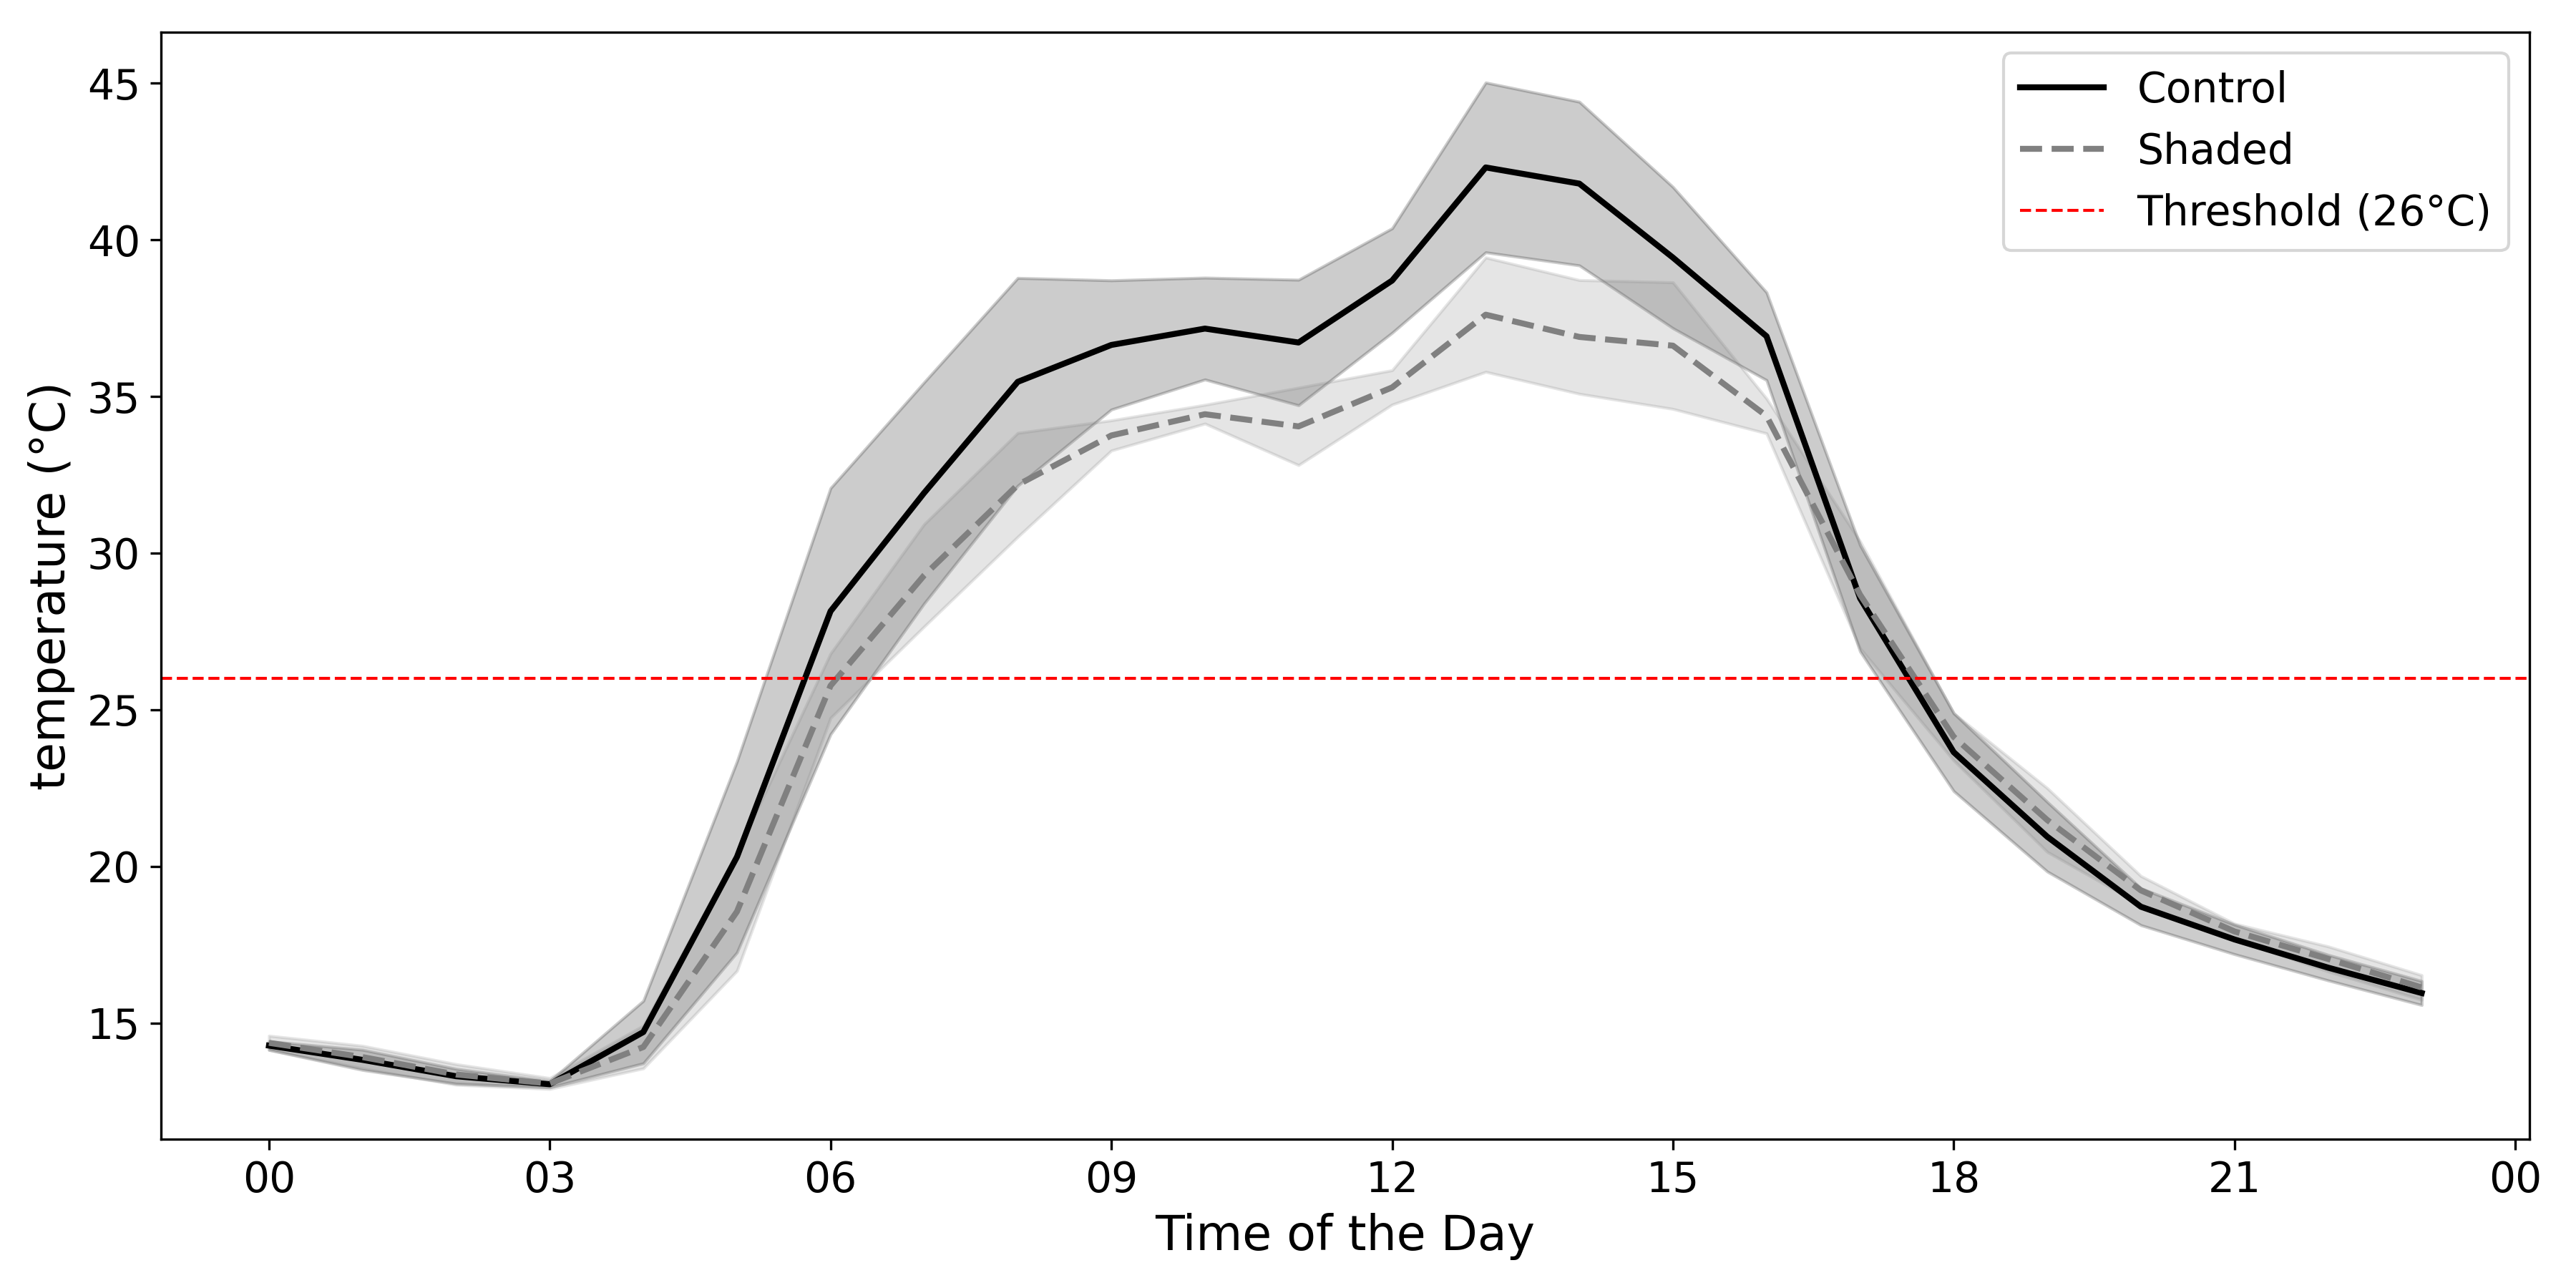 45
40
35
30
25
20
15
temperature (°C)
Control
Shaded
Threshold (26°C)
00 03 06 09 12 15 18 21 00
Time of the Day